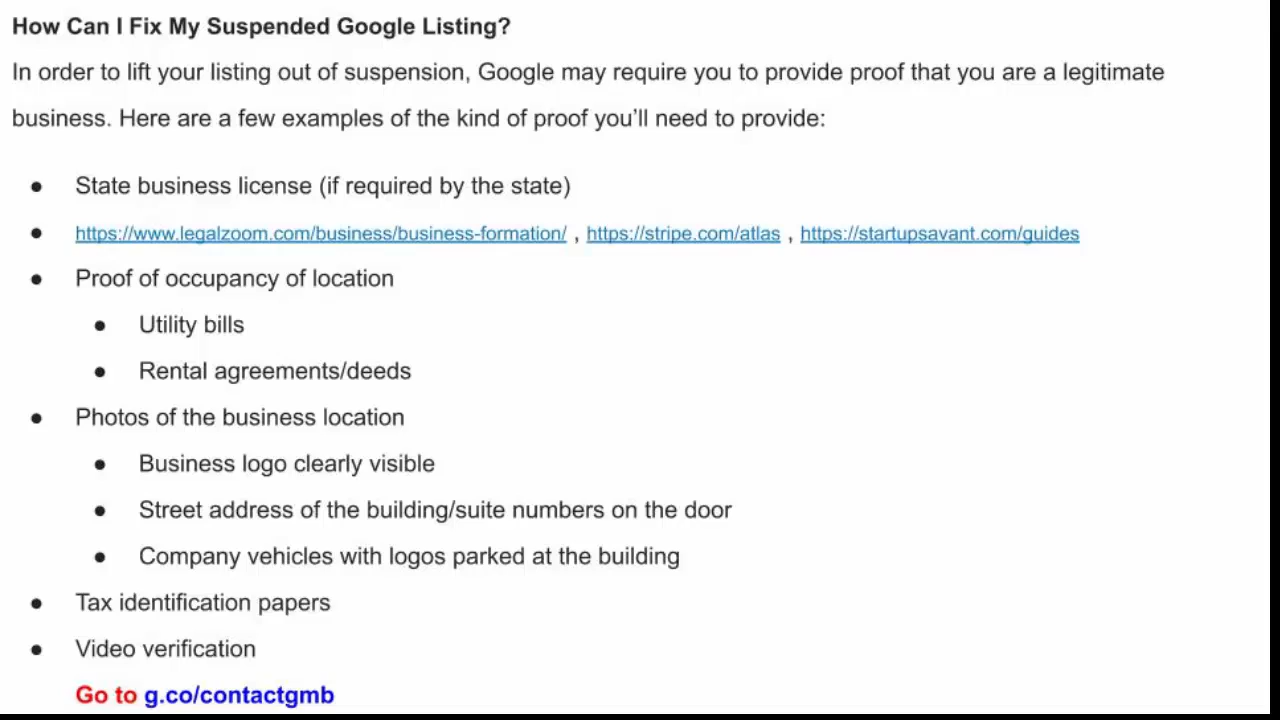 How Can I Fix My Suspended Google Listing?
In order to lift your listing out of suspension, Google may require you to provide proof that you are a legitimate
business. Here are a few examples of the kind of proof you’ll need to provide:
● State business license (if required by the state)
● https://www.legalzoom.com/business/business-formation/ , https://stripe.com/atlas , https://startupsavant.com/guides
● Proof of occupancy of location
● Utility bills
● Rental agreements/deeds
● Photos of the business location
● Business logo clearly visible
● Street address of the building/suite numbers on the door
● Company vehicles with logos parked at the building
● Tax identification papers
● Video verification
Go to g.co/contactgmb